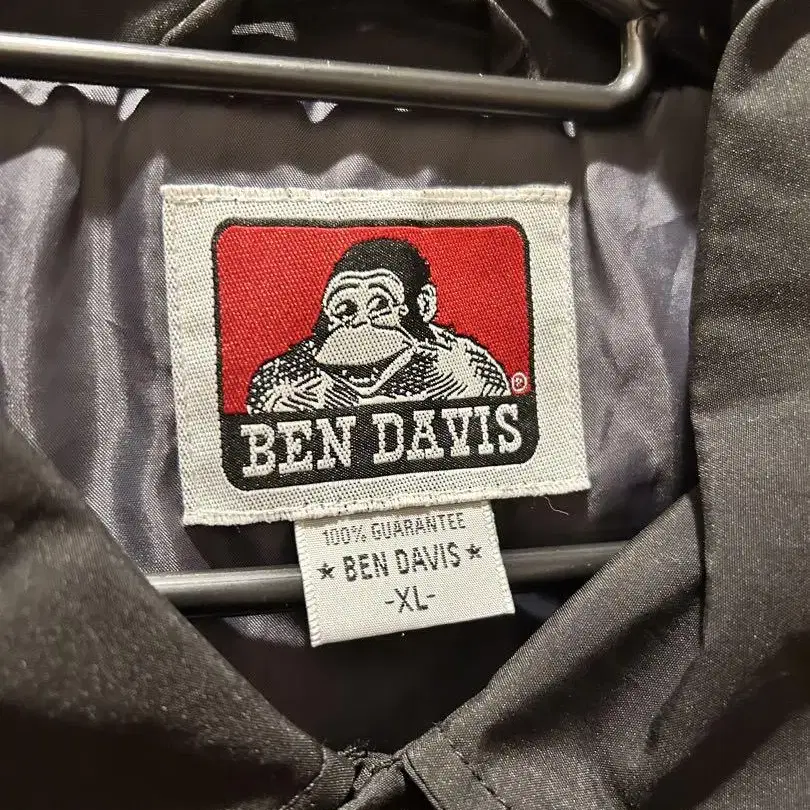 ®
BEN DAVIS
100% GUARANTEE
★ BEN DAVIS ★
-XL-